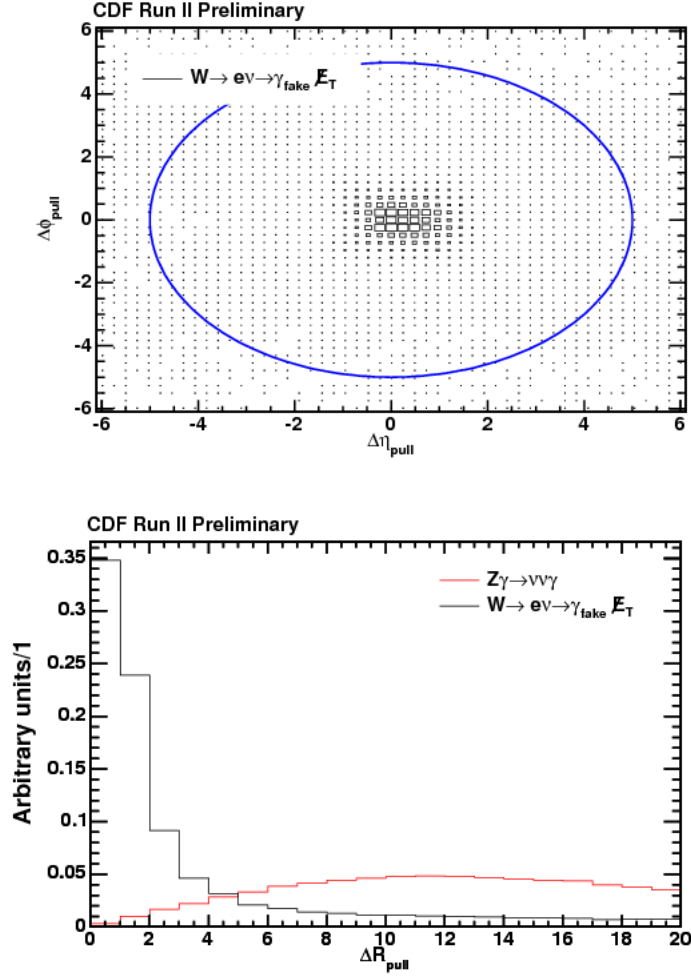 CDF Run II Preliminary
6
W→ eν→γfake E̸T
4
2
Δϕpull
0
-2
-4
-6
-6 -4 -2 0 2 4 6
Δηpull
CDF Run II Preliminary
0.35
Zγ→ννγ
0.3
W→ eν→γfake E̸T
0.25
0.2
Arbitrary units/1
0.15
0.1
0.05
0
0 2 4 6 8 10 12 14 16 18 20
ΔRpull